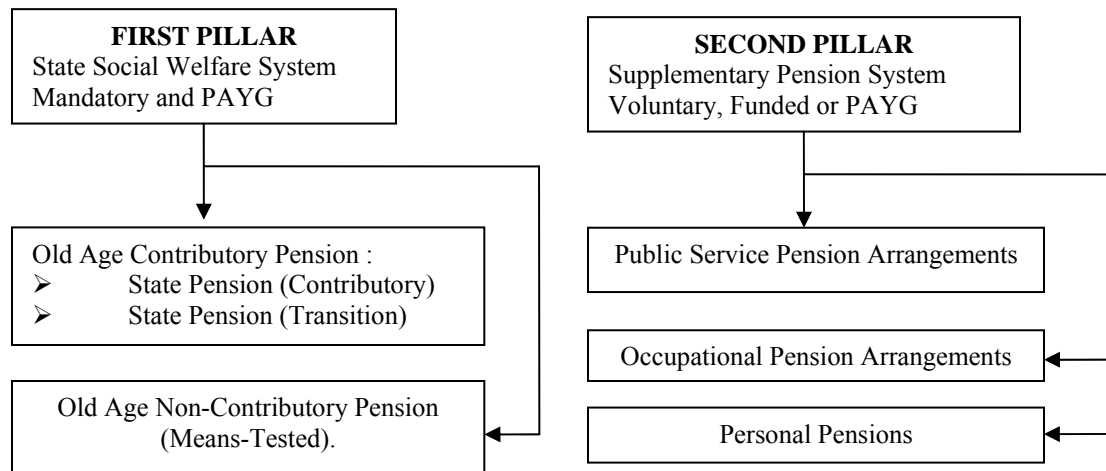 FIRST PILLAR
State Social Welfare System
Mandatory and PAYG
Old Age Contributory Pension :
➢ State Pension (Contributory)
➢ State Pension (Transition)
Old Age Non-Contributory Pension
(Means-Tested).
SECOND PILLAR
Supplementary Pension System
Voluntary, Funded or PAYG
Public Service Pension Arrangements
Occupational Pension Arrangements
Personal Pensions